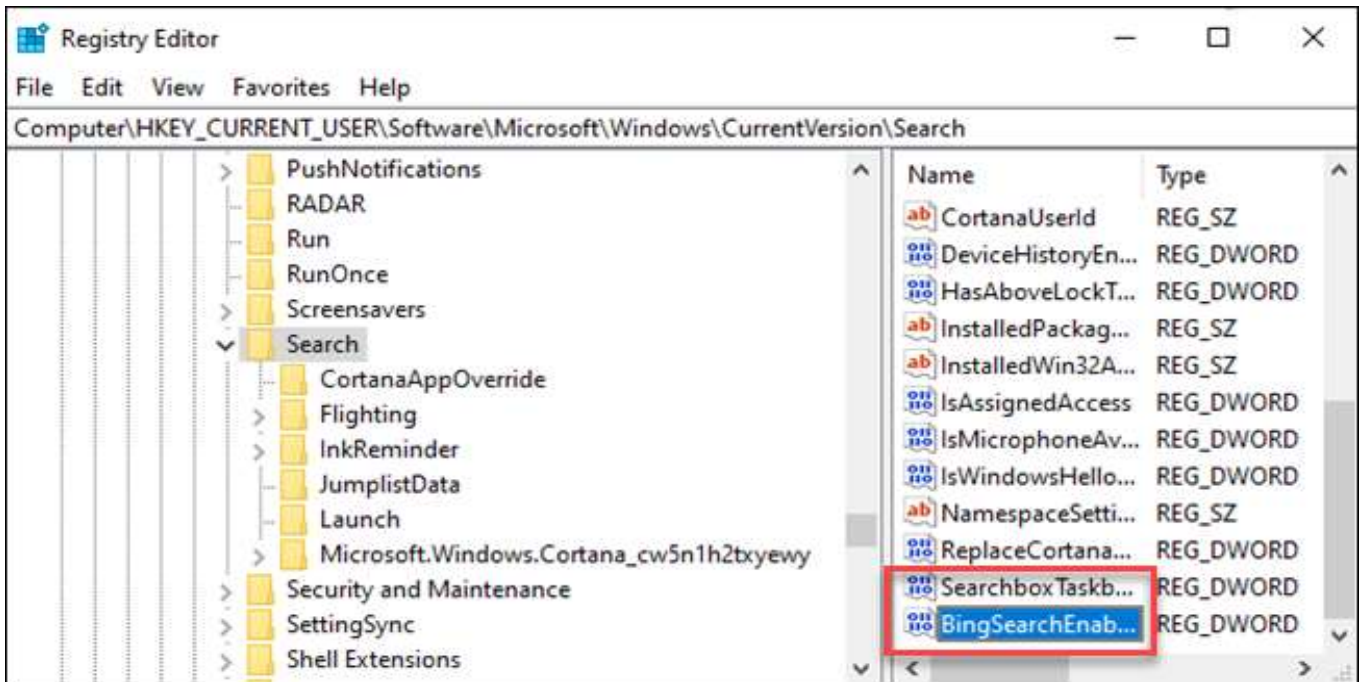 Registry Editor
File Edit View Favorites Help
Computer\HKEY_CURRENT_USER\Software\Microsoft\Windows\CurrentVersion\Search
PushNotifications
RADAR
Run
RunOnce
Screensavers
Search
CortanaAppOverride
Flighting
InkReminder
JumplistData
Launch
Microsoft.Windows.Cortana_cw5n1h2txyewy
Security and Maintenance
SettingSync
Shell Extensions
Name Type
CortanaUserId REG_SZ
DeviceHistoryEn... REG_DWORD
HasAboveLockT... REG_DWORD
InstalledPackag... REG_SZ
InstalledWin32A... REG_SZ
IsAssignedAccess REG_DWORD
IsMicrophoneAv... REG_DWORD
IsWindowsHello... REG_DWORD
NamespaceSetti... REG_SZ
ReplaceCortana... REG_DWORD
SearchboxTaskb... REG_DWORD
BingSearchEnab... REG_DWORD